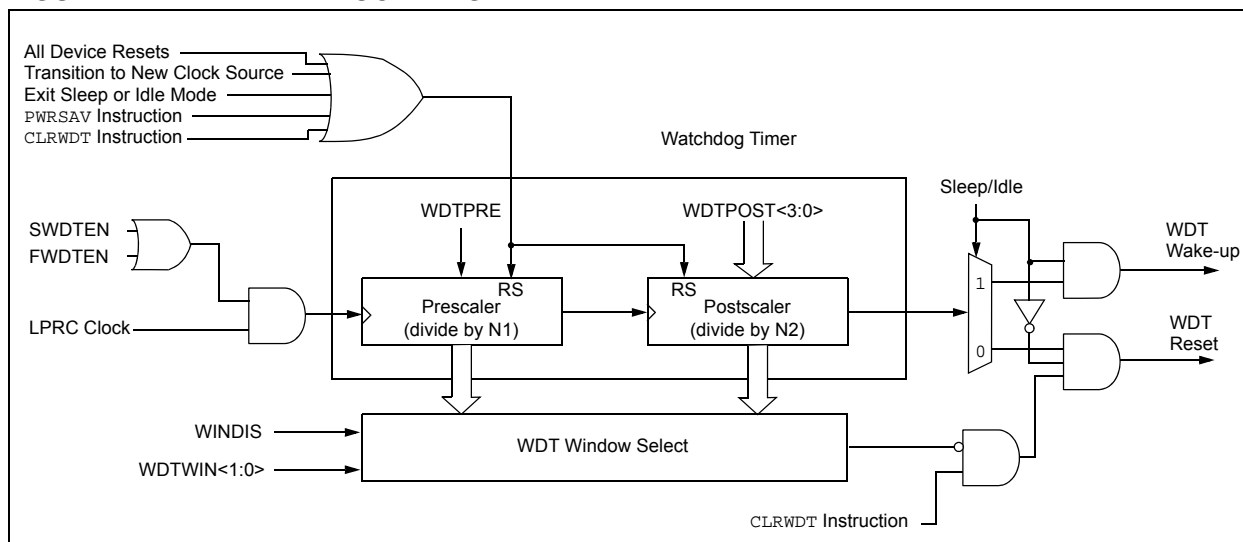 All Device Resets
Transition to New Clock Source
Exit Sleep or Idle Mode
PWRSAV Instruction
CLRWDT Instruction
Watchdog Timer
Sleep/Idle
SWDTEN
FWDTEN
WDTPRE
WDTPOST<3:0>
WDT
Wake-up
LPRC Clock
RS
Prescaler
(divide by N1)
RS
Postscaler
(divide by N2)
1
0
WDT
Reset
WINDIS
WDTWIN<1:0>
WDT Window Select
CLRWDT Instruction